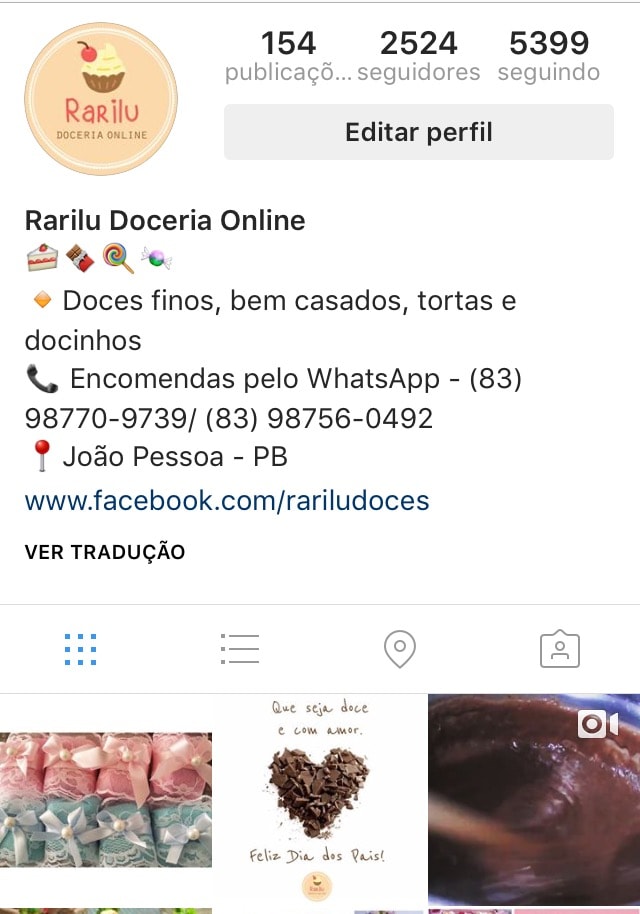 154 2524 5399
publicaçõ... seguidores seguindo
Rarilu
DOCERIA ONLINE
Editar perfil
Rarilu Doceria Online
Doces finos, bem casados, tortas e
docinhos
Encomendas pelo WhatsApp - (83)
98770-9739/ (83) 98756-0492
João Pessoa - PB
www.facebook.com/rariludoces
VER TRADUÇÃO
Que seja doce
e com amor.
Feliz Dia dos Pais!